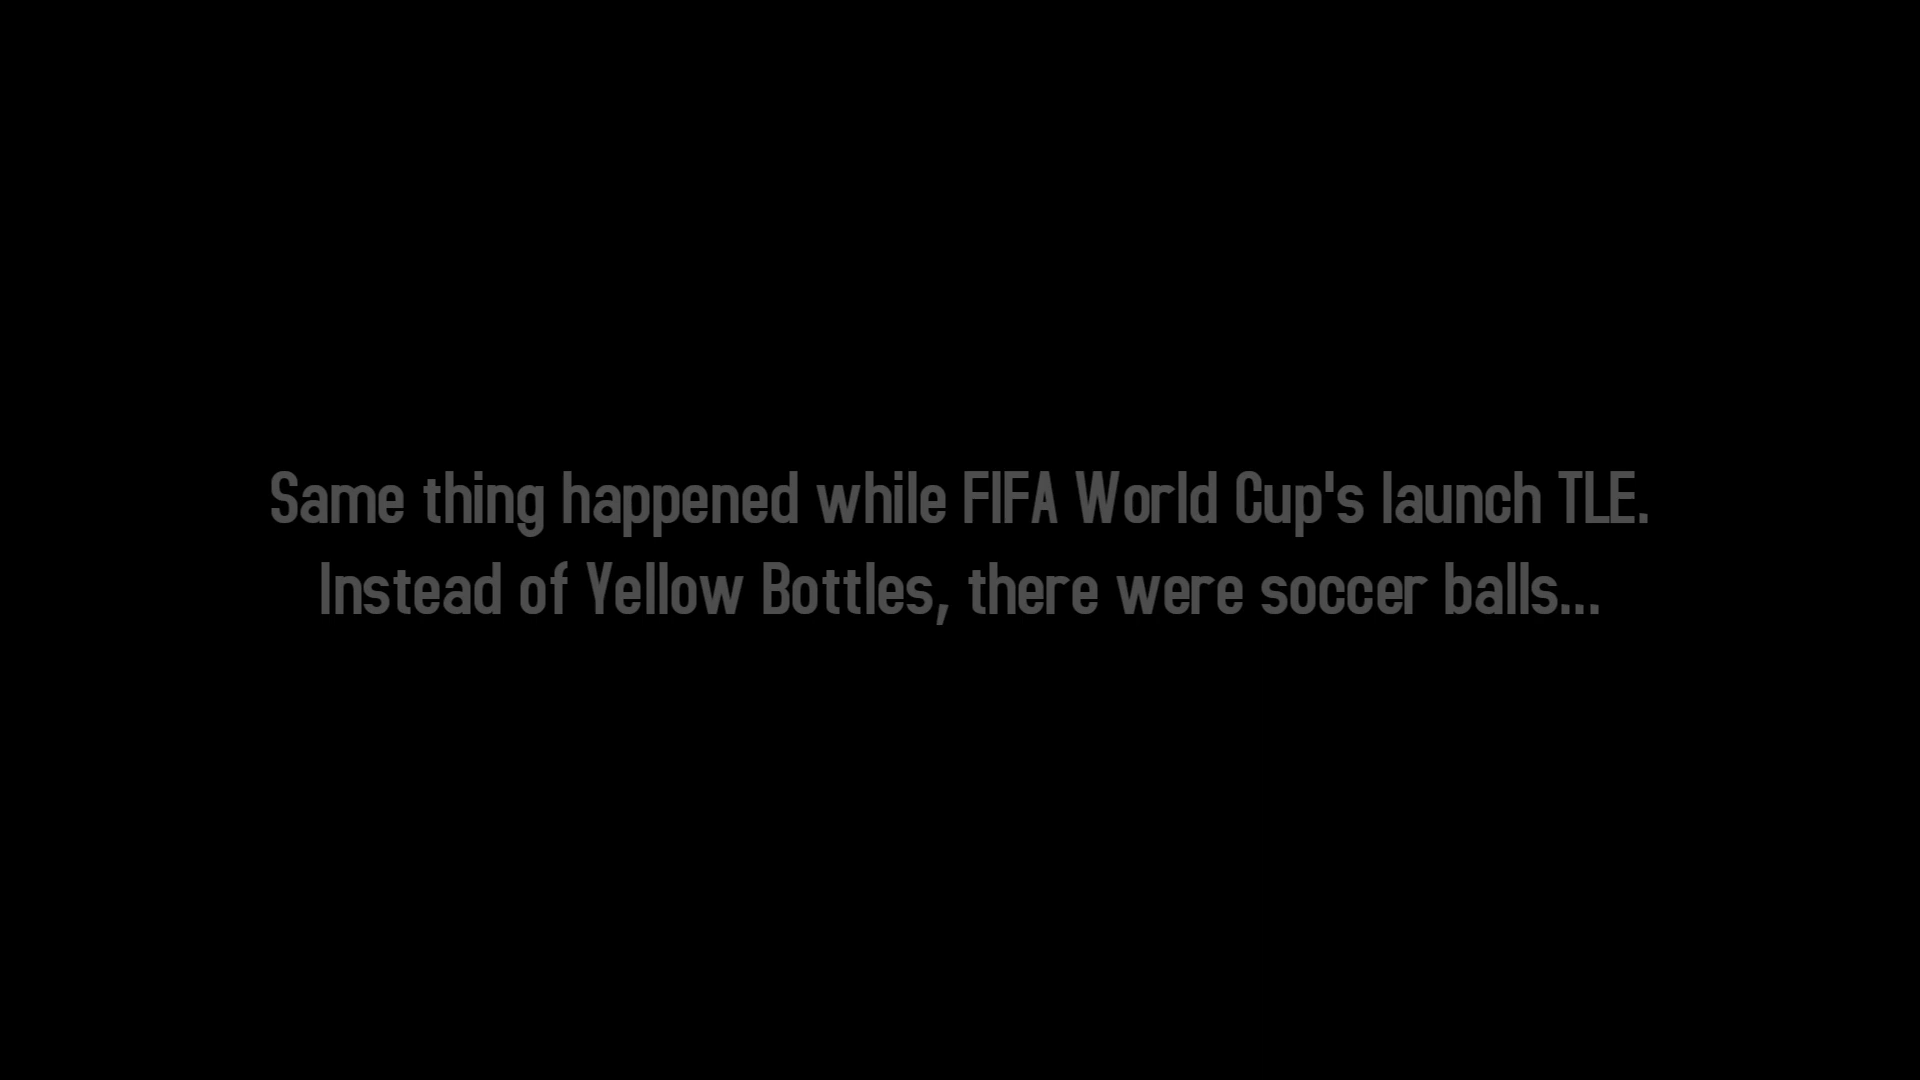 Same thing happened while FIFA World Cup's launch TLE.
Instead of Yellow Bottles, there were soccer balls...